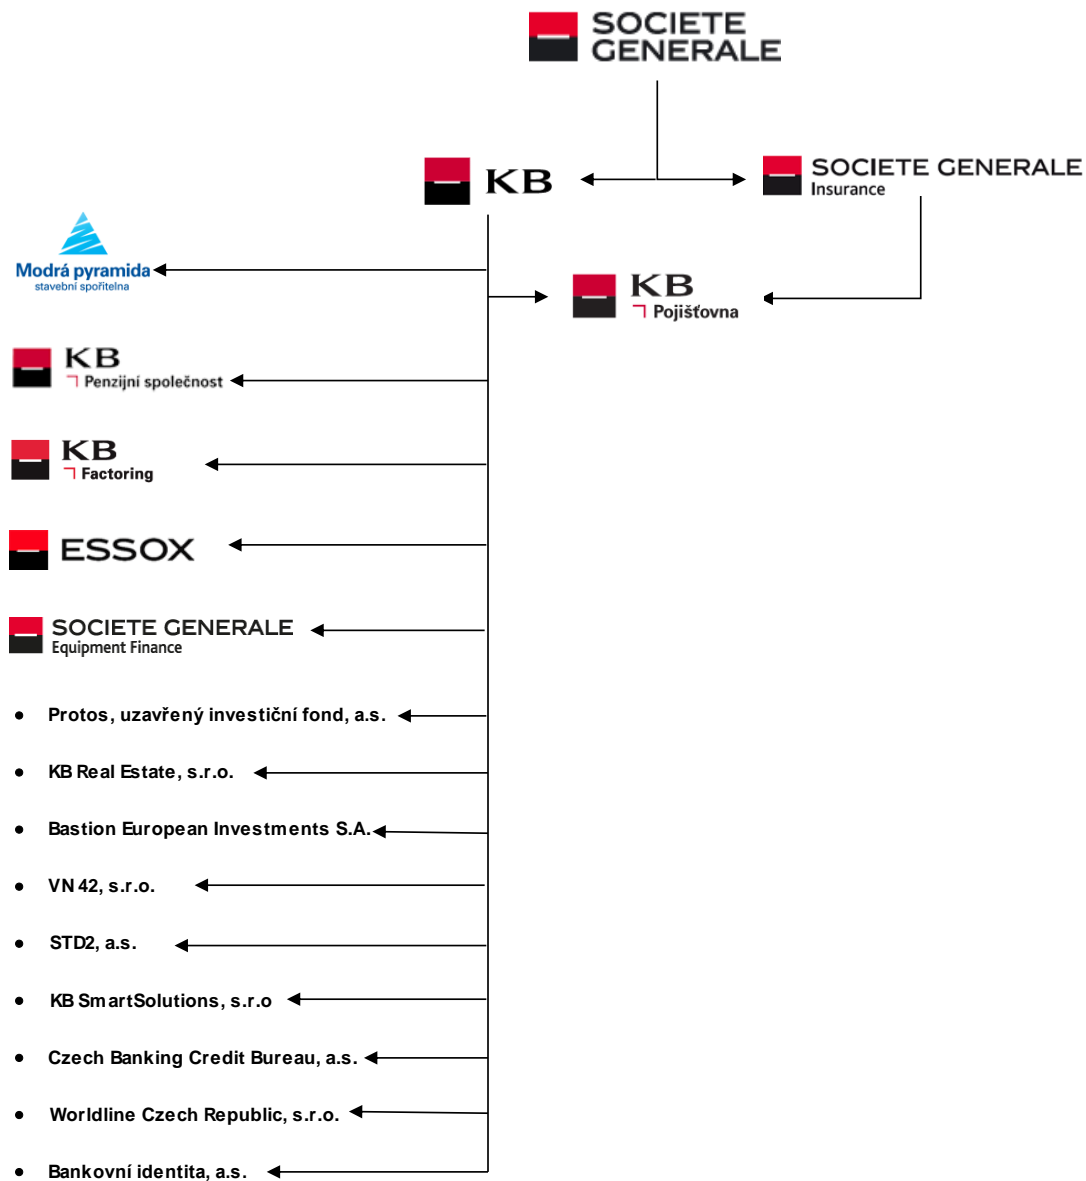 SOCIETE
GENERALE
KB
SOCIETE GENERALE
Insurance
Modrá pyramida
stavební spořitelna
KB
Pojišťovna
KB
Penzijní společnost
KB
Factoring
ESSOX
SOCIETE GENERALE
Equipment Finance
• Protos, uzavřený investiční fond, a.s.
• KB Real Estate, s.r.o.
• Bastion European Investments S.A.
• VN 42, s.r.o.
• STD2, a.s.
• KB SmartSolutions, s.r.o
• Czech Banking Credit Bureau, a.s.
• Worldline Czech Republic, s.r.o.
• Bankovní identita, a.s.